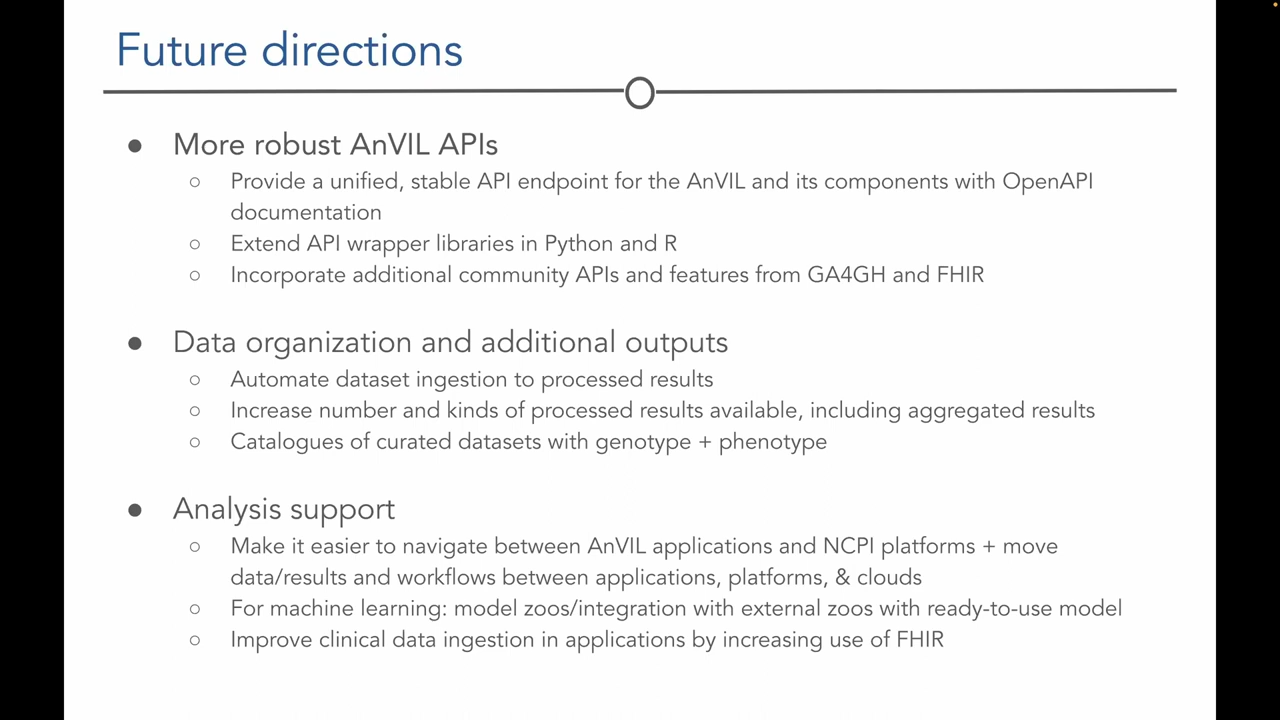 Future directions
● More robust AnVIL APIs
○ Provide a unified, stable API endpoint for the AnVIL and its components with OpenAPI
documentation
○ Extend API wrapper libraries in Python and R
○ Incorporate additional community APIs and features from GA4GH and FHIR
● Data organization and additional outputs
○ Automate dataset ingestion to processed results
○ Increase number and kinds of processed results available, including aggregated results
○ Catalogues of curated datasets with genotype + phenotype
● Analysis support
○ Make it easier to navigate between AnVIL applications and NCPI platforms + move
data/results and workflows between applications, platforms, & clouds
○ For machine learning: model zoos/integration with external zoos with ready-to-use model
○ Improve clinical data ingestion in applications by increasing use of FHIR